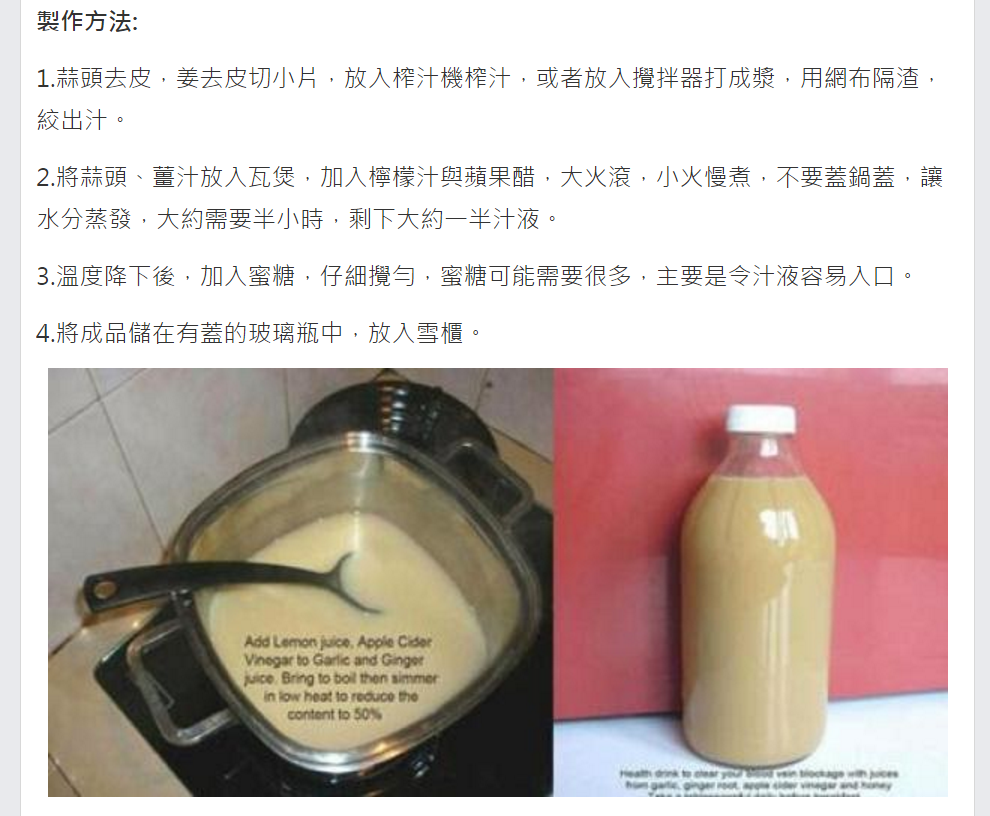 製作方法:
1.蒜頭去皮，姜去皮切小片，放入榨汁機榨汁，或者放入攪拌器打成漿，用網布隔渣，
絞出汁。
2.將蒜頭、薑汁放入瓦煲，加入檸檬汁與蘋果醋，大火滾，小火慢煮，不要蓋鍋蓋，讓
水分蒸發，大約需要半小時，剩下大約一半汁液。
3.溫度降下後，加入蜜糖，仔細攪勻，蜜糖可能需要很多，主要是令汁液容易入口。
4.將成品儲在有蓋的玻璃瓶中，放入雪櫃。
Add Lemon juice, Apple Cider
Vinegar to Garlic and Ginger
juice. Bring to boil then simmer
in low heat to reduce the
content to 50%
Health drink to clear your blood vein blockage with juices
from garlic, ginger root, apple cider vinegar and honey